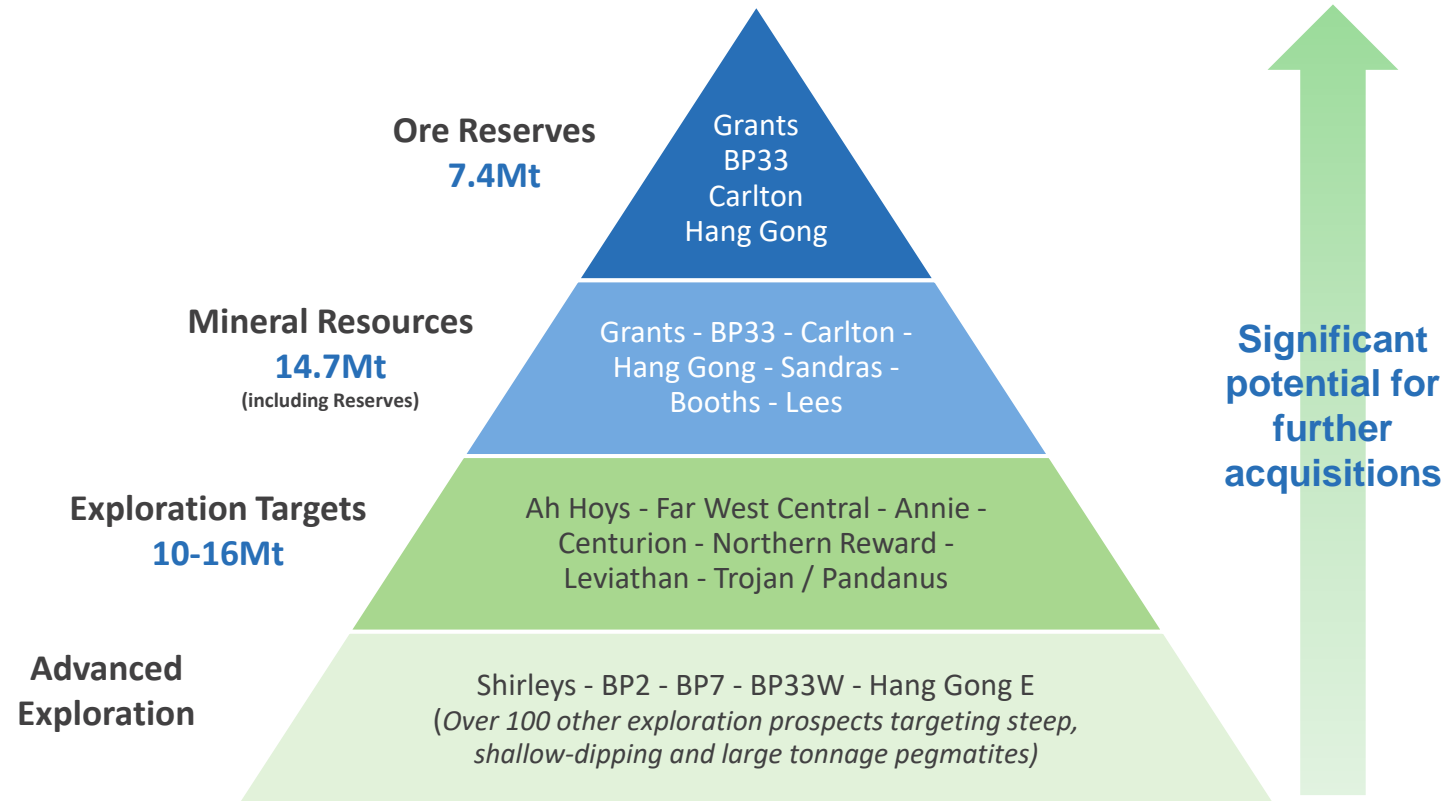 Ore Reserves
7.4Mt
Grants
BP33
Carlton
Hang Gong
Mineral Resources
14.7Mt
(including Reserves)
Grants - BP33 - Carlton -
Hang Gong - Sandras -
Booths - Lees
Exploration Targets
10-16Mt
Ah Hoys - Far West Central - Annie -
Centurion - Northern Reward -
Leviathan - Trojan / Pandanus
Advanced
Exploration
Shirleys - BP2 - BP7 - BP33W - Hang Gong E
(Over 100 other exploration prospects targeting steep,
shallow-dipping and large tonnage pegmatites)
Significant
potential for
further
acquisitions